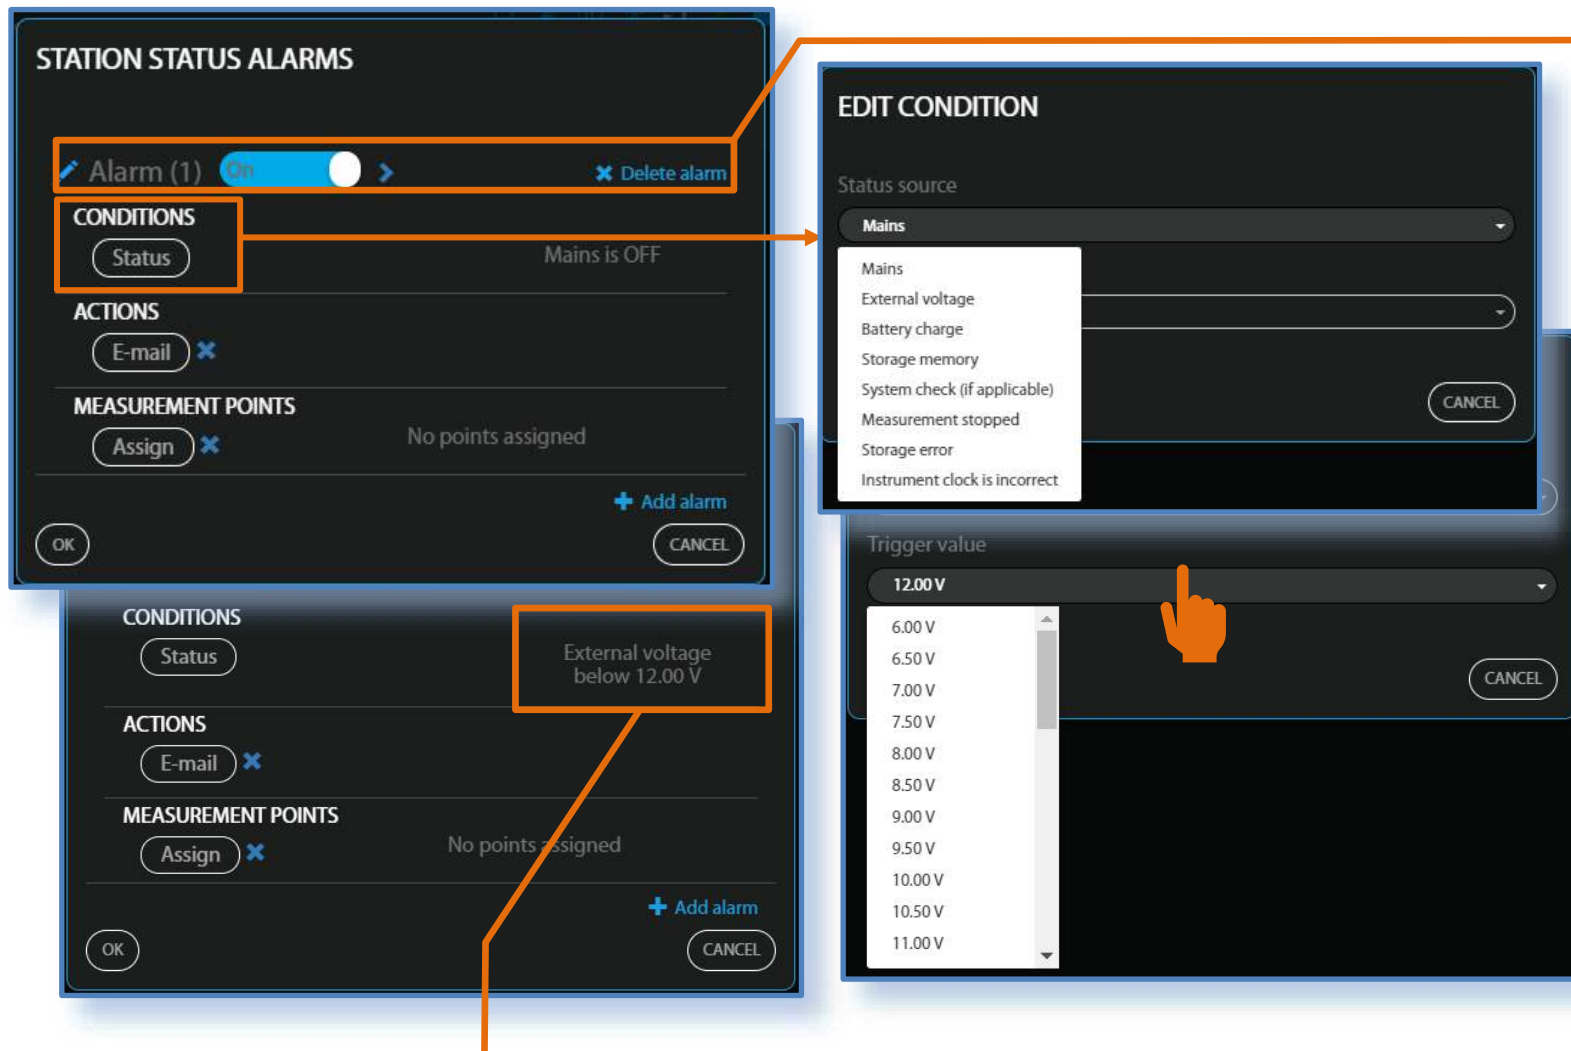 STATION STATUS ALARMS
Alarm (1) On Delete alarm
CONDITIONS
Status Mains is OFF
ACTIONS
E-mail
MEASUREMENT POINTS
Assign No points assigned
Add alarm
OK CANCEL
EDIT CONDITION
Status source
Mains
Mains
External voltage
Battery charge
Storage memory
System check (if applicable)
Measurement stopped
Storage error
Instrument clock is incorrect
CANCEL
CONDITIONS
Status External voltage
below 12.00 V
ACTIONS
E-mail
MEASUREMENT POINTS
Assign No points assigned
Add alarm
OK CANCEL
Trigger value
12.00 V
6.00 V
6.50 V
7.00 V
7.50 V
8.00 V
8.50 V
9.00 V
9.50 V
10.00 V
10.50 V
11.00 V
CANCEL